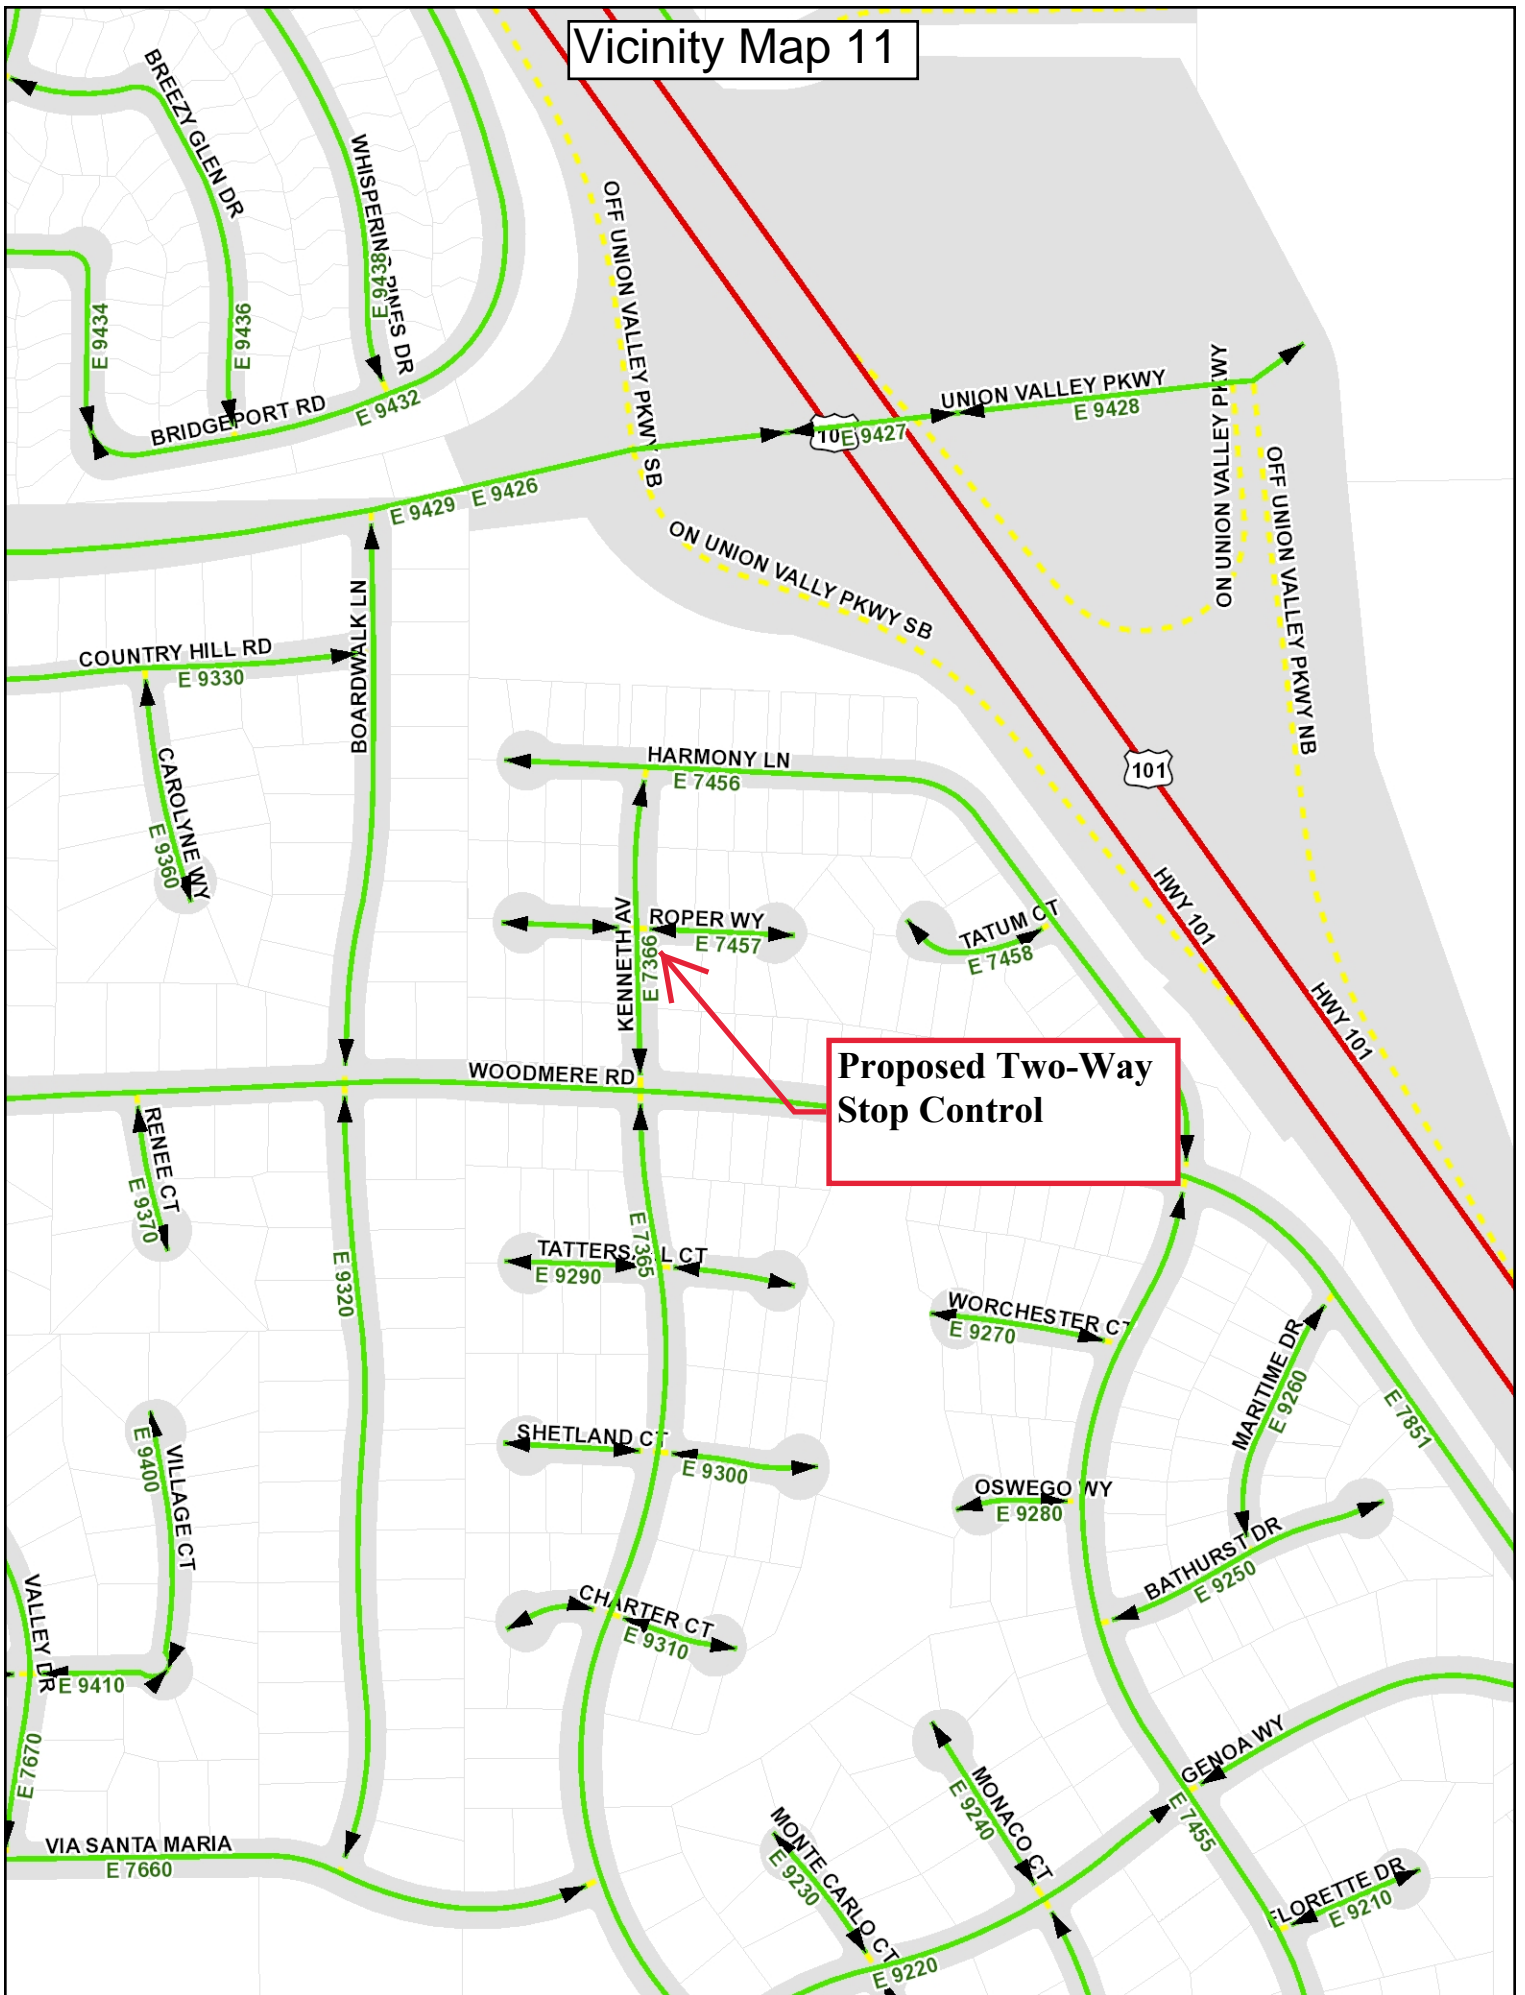 Vicinity Map 11
BREEZY GLEN DR
WHISPERING PINES DR
E 9438
E 9434
E 9436
BRIDGEPORT RD
E 9432
OFF UNION VALLEY PKWY SB
UNION VALLEY PKWY
E 9428
E 9427
E 9429
E 9426
ON UNION VALLEY PKWY
OFF UNION VALLEY PKWY NB
ON UNION VALLY PKWY SB
BOARDWALK LN
COUNTRY HILL RD
E 9330
CAROLYNE WY
E 9360
HARMONY LN
E 7456
101
KENNETH AV
E 7366
ROPER WY
E 7457
TATUM CT
E 7458
HWY 101
HWY 101
Proposed Two-Way
Stop Control
WOODMERE RD
RENEE CT
E 9370
E 9320
E 7365
E 9290
WORCHESTER CT
E 9270
MARITIME DR
E 9260
E 7851
SHETLAND CT
E 9300
OSWEGO WY
E 9280
BATHURST DR
E 9250
VILLAGE CT
E 9400
CHARTER CT
E 9310
VALLEY DR
E 9410
E 7670
VIA SANTA MARIA
E 7660
MONACO CT
E 9240
GENOA WY
E 7455
MONTE CARLO CT
E 9230
FLORETTE DR
E 9210
E 9220